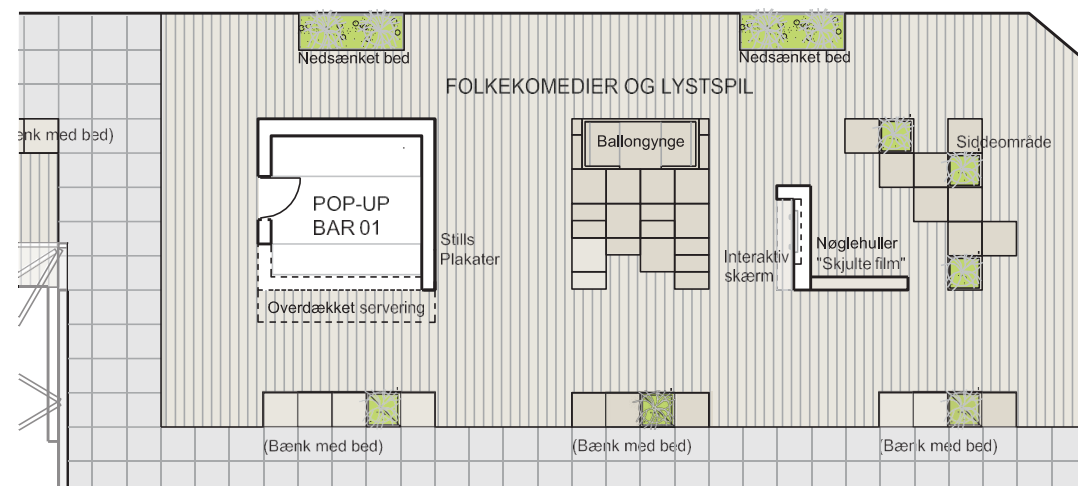 Nedsænket bed
Nedsænket bed
FOLKEKOMEDIER OG LYSTSPIL
enk med bed)
Ballongynge
Siddeområde
POP-UP
BAR 01
Stills
Plakater
Interaktiv
skærm
Nøglehuller
"Skjulte film"
Overdækket servering
(Bænk med bed)
(Bænk med bed)
(Bænk med bed)